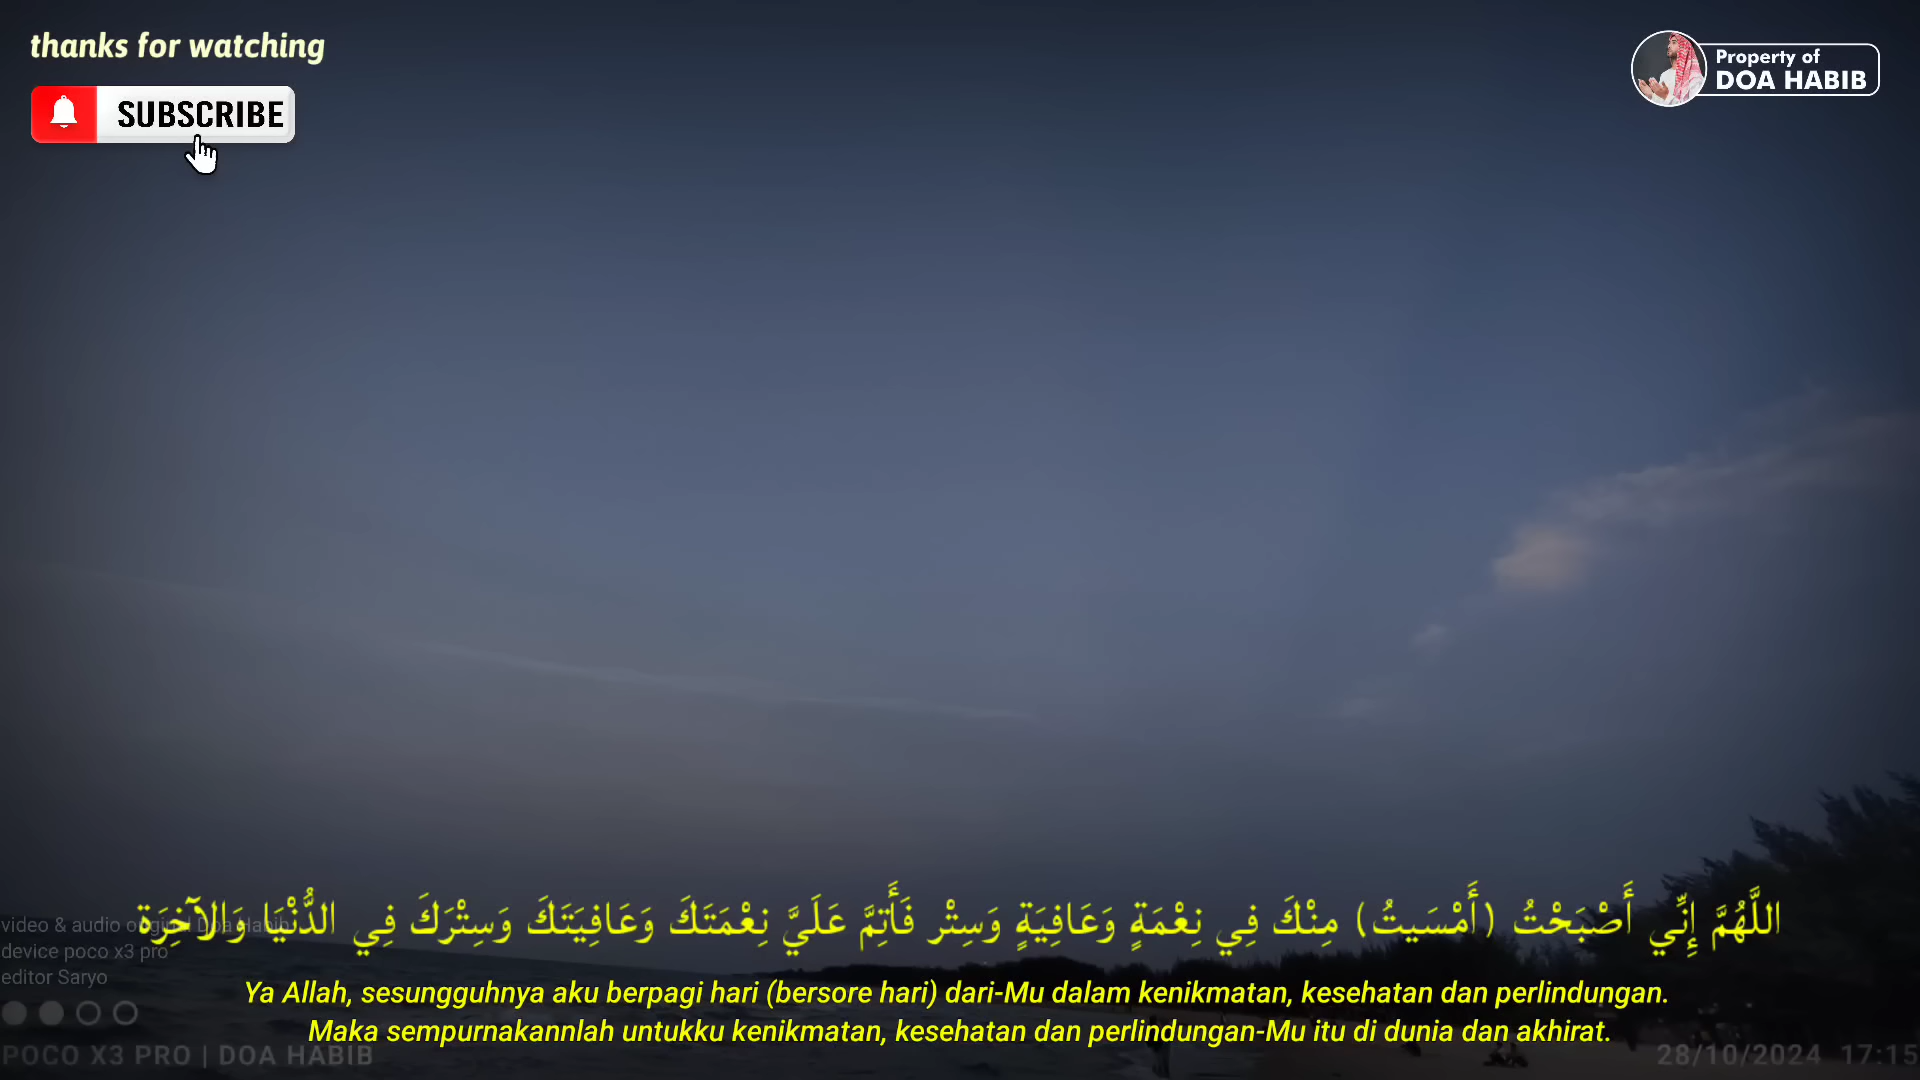 thanks for watching
SUBSCRIBE
Property of
DOA HABIB
اللَّهُمَّ إِنِّي أَصْبَحْتُ (أَمْسَيتُ) مِنْكَ فِي نِعْمَةٍ وَعَافِيَةٍ وَسِتْر فَأَتِمَّ عَلَيَّ نِعْمَتَكَ وَعَافِيَتَكَ وَسِتْرَكَ فِي الدُّنْيَا وَالآخِرَةِ
video & audio original Doa Habib
device poco x3 pro
editor Saryo
Ya Allah, sesungguhnya aku berpagi hari (bersore hari) dari-Mu dalam kenikmatan, kesehatan dan perlindungan.
Maka sempurnakannlah untukku kenikmatan, kesehatan dan perlindungan-Mu itu di dunia dan akhirat.
POCO X3 PRO | DOA HABIB
28/10/2024 17:15